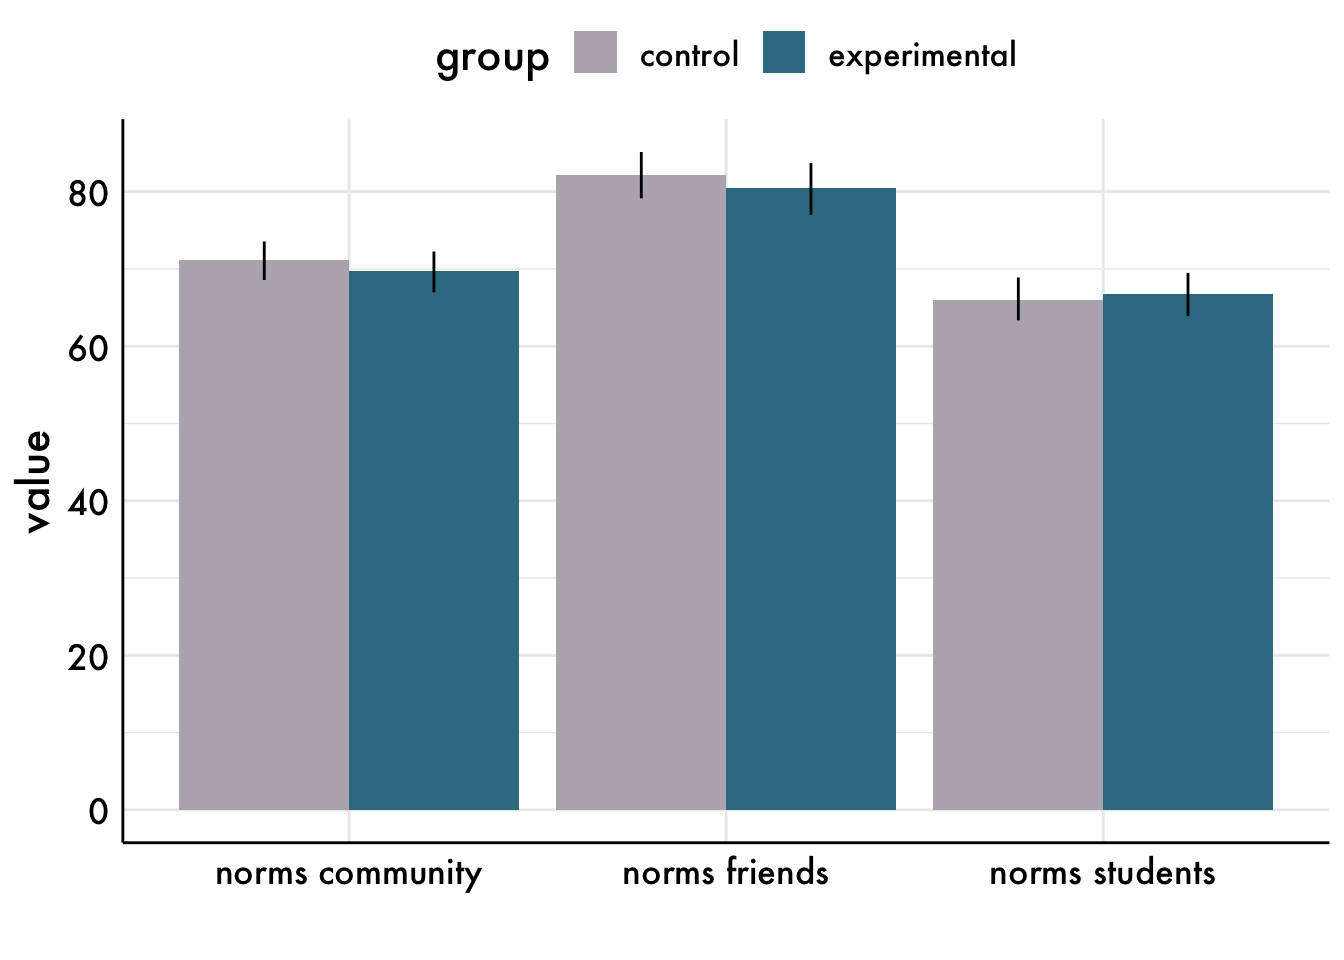 group control experimental
80
60
40
20
0
value
norms community norms friends norms students